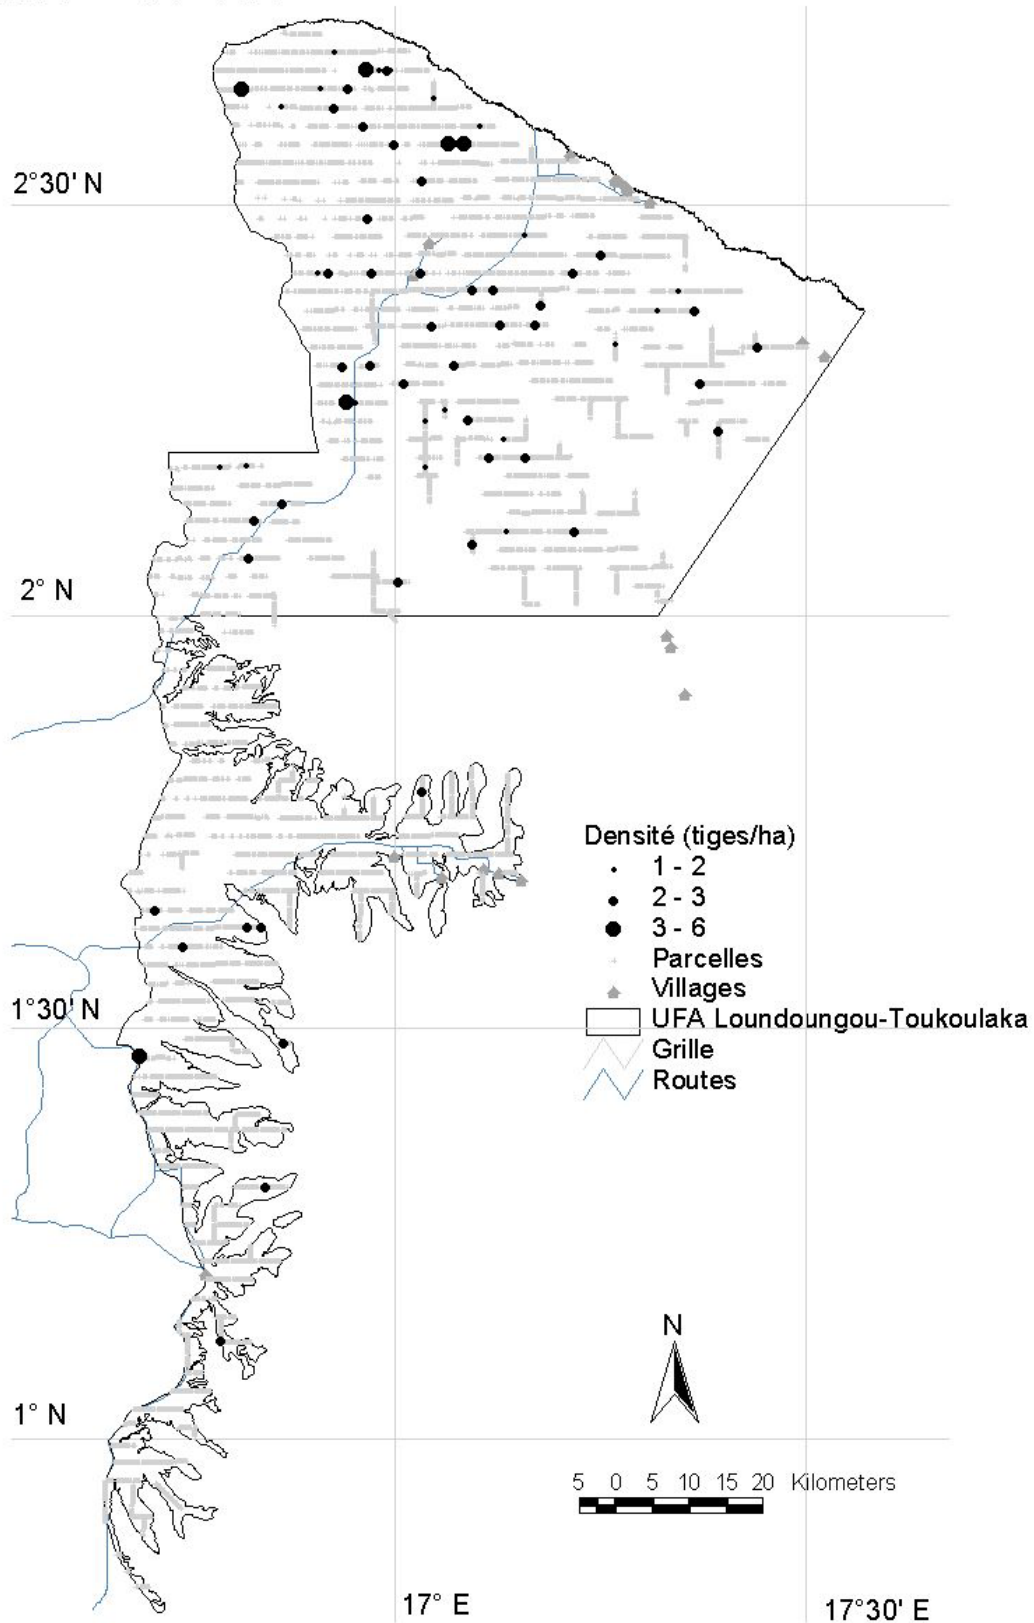 2°30' N
2° N
Densité (tiges/ha)
1 - 2
2 - 3
3 - 6
Parcelles
Villages
1°30' N
UFA Loundoungou-Toukoulaka
Grille
Routes
N
1° N
5 0 5 10 15 20 Kilometers
17° E
17°30' E